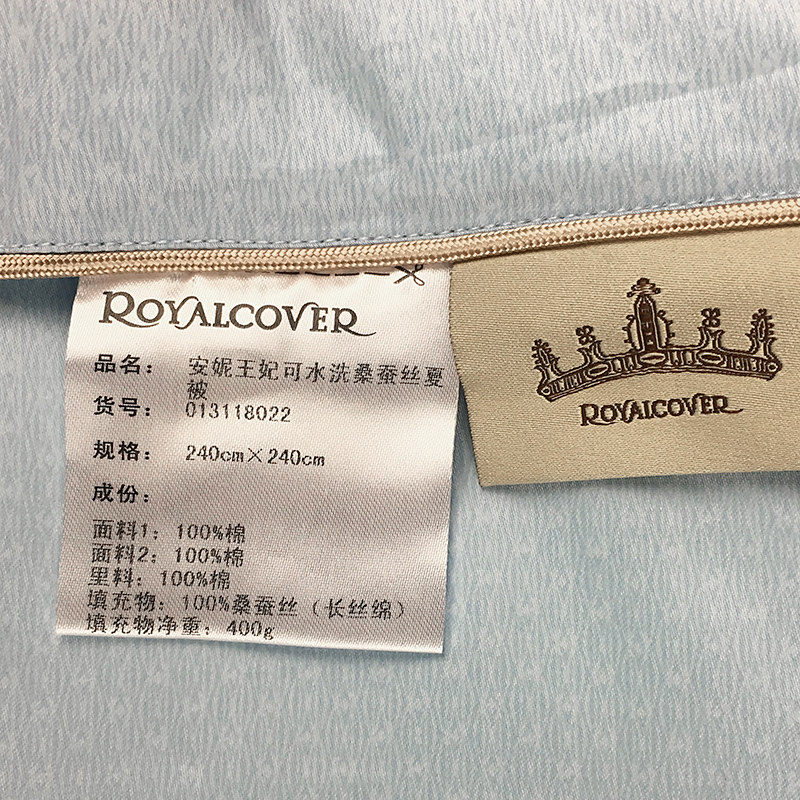 ROYALCOVER
品名： 安妮王妃可水洗桑蚕丝夏
被
货号： 013118022
规格： 240cm×240cm
成份：
面料1：100%棉
面料2：100%棉
里料：100%棉
填充物：100%桑蚕丝（长丝绵）
填充物净重：400g
ROYALCOVER